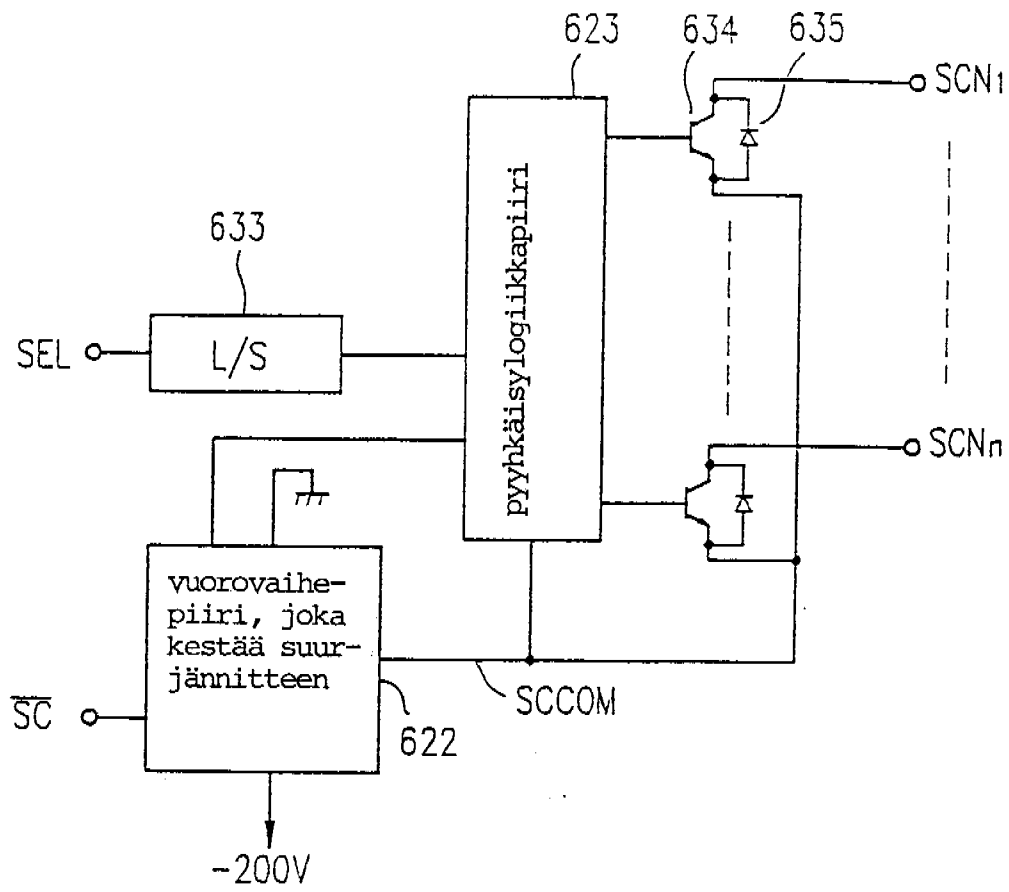 623
634
635
SCN1
633
SEL
L/S
pyyhkäisylogiikkapiiri
SCNn
vuorovaihe-
piiri, joka
kestää suur-
jännitteen
SCCOM
SC
622
-200V